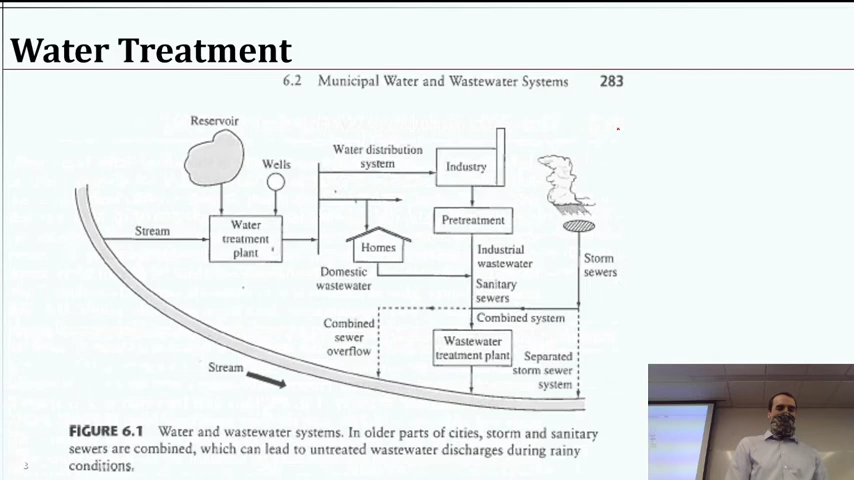 Water Treatment
6.2 Municipal Water and Wastewater Systems 283
Reservoir
Wells
Water distribution
system
Industry
Stream
Water
treatment
plant
Homes
Pretreatment
Domestic
wastewater
Industrial
wastewater
Sanitary
sewers
Storm
sewers
Combined system
Combined
sewer
overflow
Wastewater
treatment plant
Separated
storm sewer
system
Stream
FIGURE 6.1 Water and wastewater systems. In older parts of cities, storm and sanitary
sewers are combined, which can lead to untreated wastewater discharges during rainy
conditions.
3